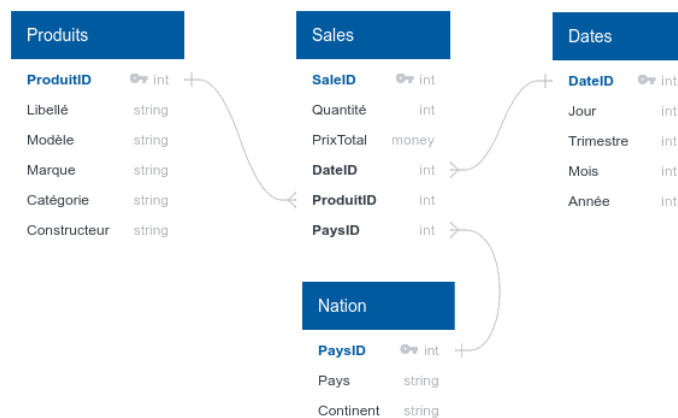 Produits
ProduitID int
Libellé string
Modèle string
Marque string
Catégorie string
Constructeur string
Sales
SaleID int
Quantité int
PrixTotal money
DateID int
ProduitID int
PaysID int
Dates
DateID int
Jour int
Trimestre int
Mois int
Année int
Nation
PaysID int
Pays string
Continent string